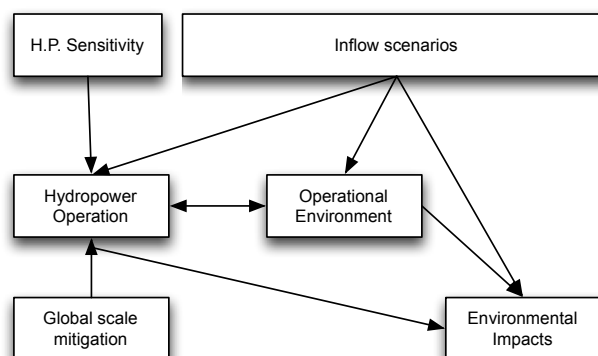 H.P. Sensitivity
Inflow scenarios
Hydropower
Operation
Operational
Environment
Global scale
mitigation
Environmental
Impacts